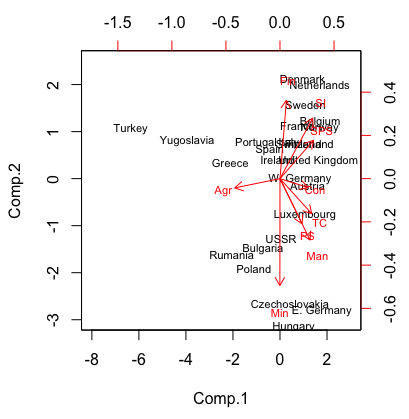 -1.5 -1.0 -0.5 0.0 0.5
Denmark
Netherlands
Sweden SI
Belgium
France Norway
SPS
Turkey
Yugoslavia
Portugal Italy Finland
Spain
Ireland United Kingdom
Greece
W. Germany
Agr Austria Con
Luxembourg
TC
PS
USSR
Bulgaria
Rumania Man
Poland
Czechoslovakia
Min E. Germany
Hungary
2
1
0
-1
-2
-3
Comp.2
0.4
0.2
0.0
-0.2
-0.4
-0.6
-8 -6 -4 -2 0 2
Comp.1